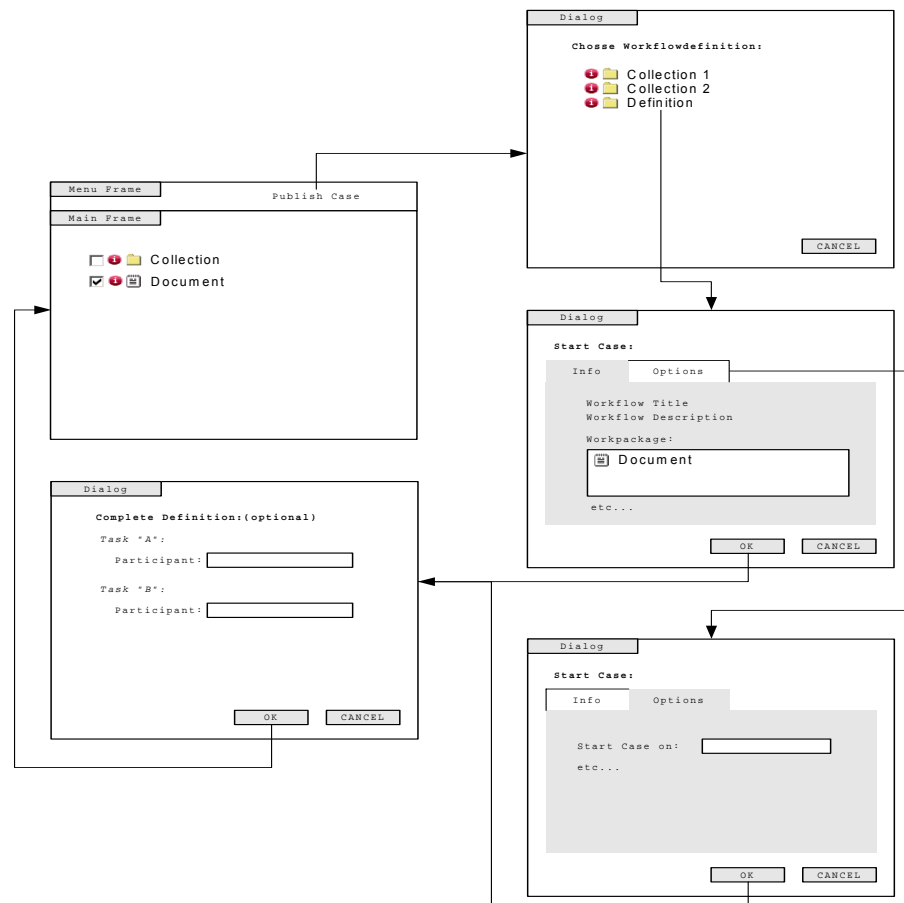 Dialog
Chosse Workflowdefinition:
Collection 1
Collection 2
Definition
CANCEL
Menu Frame
Publish Case
Main Frame
Collection
Document
Dialog
Start Case:
Info Options
Workflow Title
Workflow Description
Workpackage:
Document
etc...
OK CANCEL
Dialog
Complete Definition:(optional)
Task "A":
Participant:
Task "B":
Participant:
OK CANCEL
Dialog
Start Case:
Info Options
Start Case on:
etc...
OK CANCEL